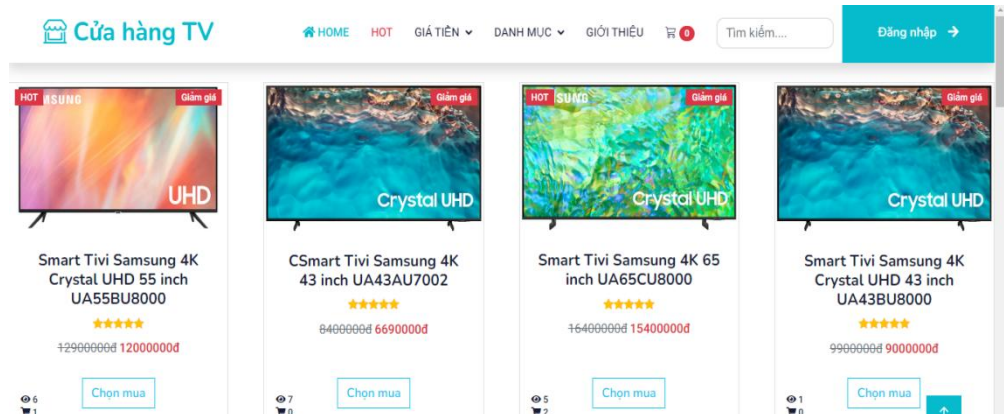 Cửa hàng TV
HOME HOT GIÁ TIỀN DANH MỤC GIỚI THIỆU 0 Tìm kiếm.... Đăng nhập
HOT SUNG Giảm giá
UHD
Smart Tivi Samsung 4K
Crystal UHD 55 inch
UA55BU8000
12900000đ 12000000đ
Chọn mua
6
1
Giảm giá
Crystal UHD
CSmart Tivi Samsung 4K
43 inch UA43AU7002
8400000đ 6690000đ
Chọn mua
7
0
HOT SUNG Giảm giá
Crystal UHD
Smart Tivi Samsung 4K 65
inch UA65CU8000
16400000đ 15400000đ
Chọn mua
5
2
Giảm giá
Crystal UHD
Smart Tivi Samsung 4K
Crystal UHD 43 inch
UA43BU8000
9900000đ 9000000đ
Chọn mua
1
0